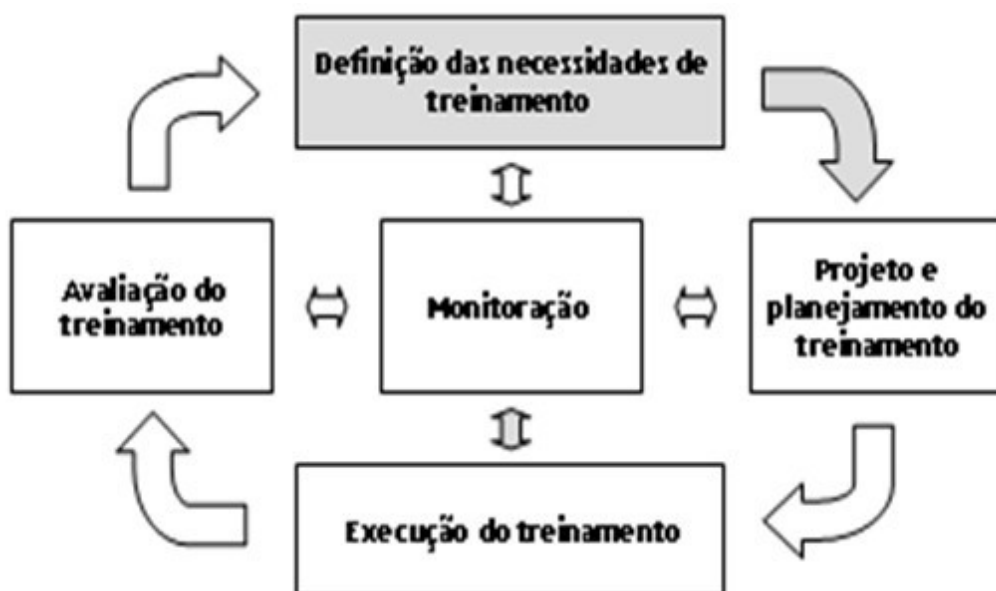 Definição das necessidades de
treinamento
Avaliação do
treinamento
Monitoração
Projeto e
planejamento do
treinamento
Execução do treinamento